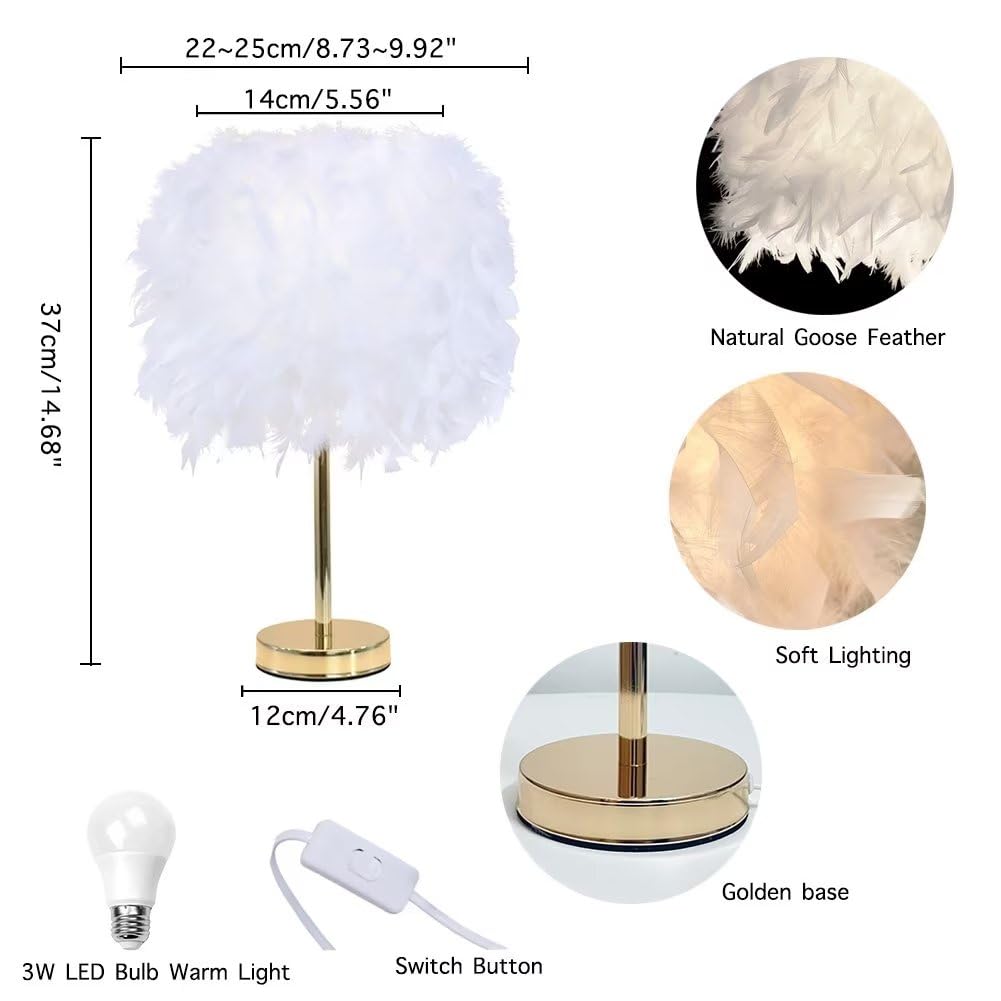 22~25cm/8.73~9.92"
14cm/5.56"
37cm/14.68"
12cm/4.76"
Natural Goose Feather
Soft Lighting
Golden base
3W LED Bulb Warm Light
Switch Button